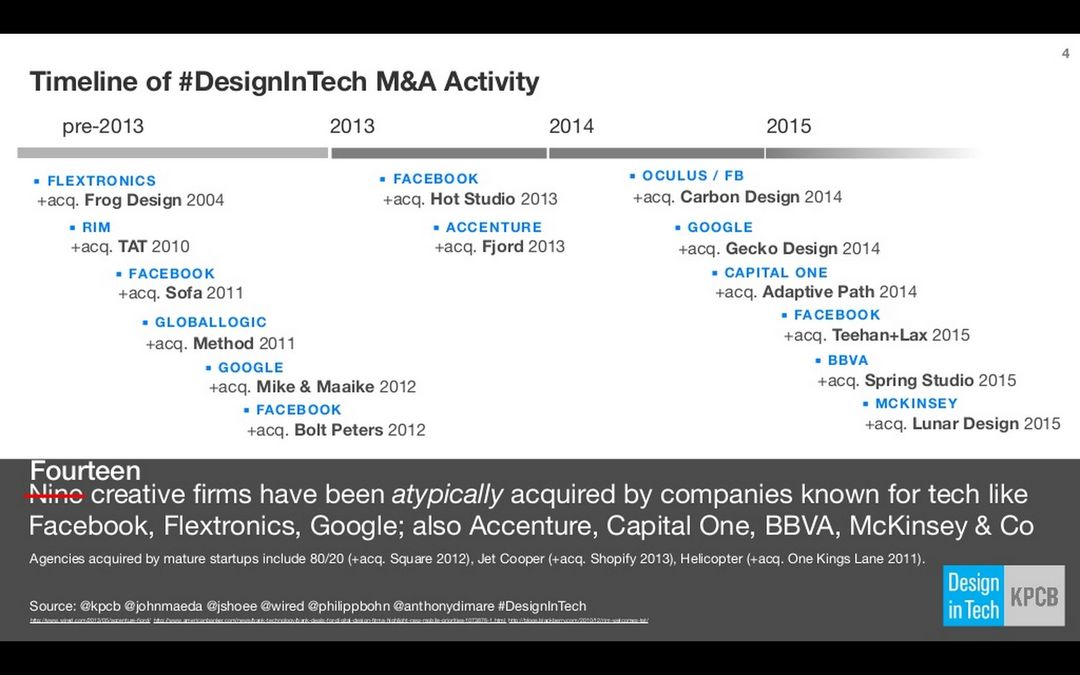 4
Timeline of #DesignInTech M&A Activity
pre-2013 2013 2014 2015
▪ FLEXTRONICS
+acq. Frog Design 2004
▪ RIM
+acq. TAT 2010
▪ FACEBOOK
+acq. Sofa 2011
▪ GLOBALLOGIC
+acq. Method 2011
▪ GOOGLE
+acq. Mike & Maaike 2012
▪ FACEBOOK
+acq. Bolt Peters 2012
▪ FACEBOOK
+acq. Hot Studio 2013
▪ ACCENTURE
+acq. Fjord 2013
▪ OCULUS / FB
+acq. Carbon Design 2014
▪ GOOGLE
+acq. Gecko Design 2014
▪ CAPITAL ONE
+acq. Adaptive Path 2014
▪ FACEBOOK
+acq. Teehan+Lax 2015
▪ BBVA
+acq. Spring Studio 2015
▪ MCKINSEY
+acq. Lunar Design 2015
Fourteen
Nine creative firms have been atypically acquired by companies known for tech like
Facebook, Flextronics, Google; also Accenture, Capital One, BBVA, McKinsey & Co
Agencies acquired by mature startups include 80/20 (+acq. Square 2012), Jet Cooper (+acq. Shopify 2013), Helicopter (+acq. One Kings Lane 2011).
Source: @kpcb @johnmaeda @jshoee @wired @philippbohn @anthonydimare #DesignInTech
Design
in Tech
KPCB